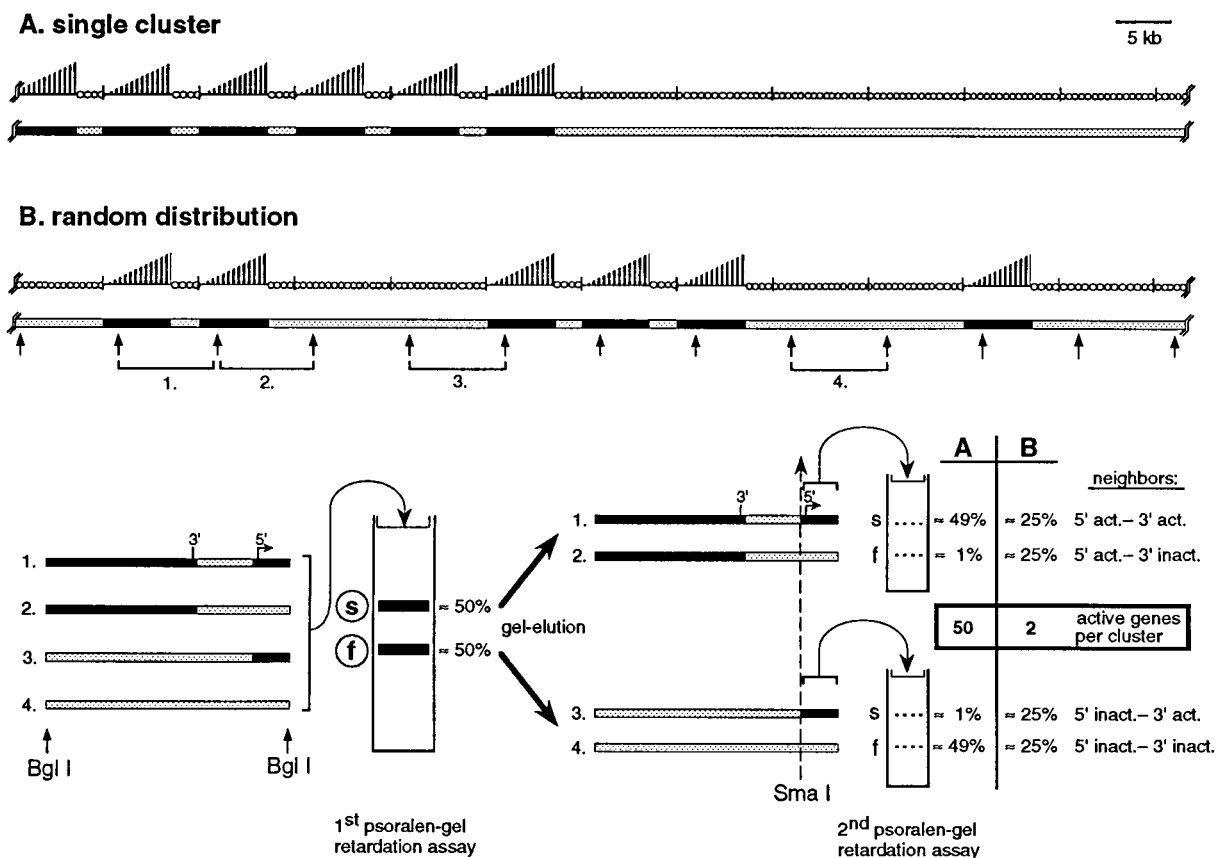 A. single cluster
5 kb
B. random distribution
1. 2. 3. 4.
A B
neighbors:
3' 5'
1. s ≈ 49% ≈ 25% 5' act.– 3' act.
2. f ≈ 1% ≈ 25% 5' act.– 3' inact.
3' 5'
1.
2.
3.
4.
s ≈ 50%
f ≈ 50%
gel-elution
50 2 active genes
per cluster
3. s ≈ 1% ≈ 25% 5' inact.– 3' act.
4. f ≈ 49% ≈ 25% 5' inact.– 3' inact.
Bgl I Bgl I
Sma I
1st psoralen-gel
retardation assay
2nd psoralen-gel
retardation assay